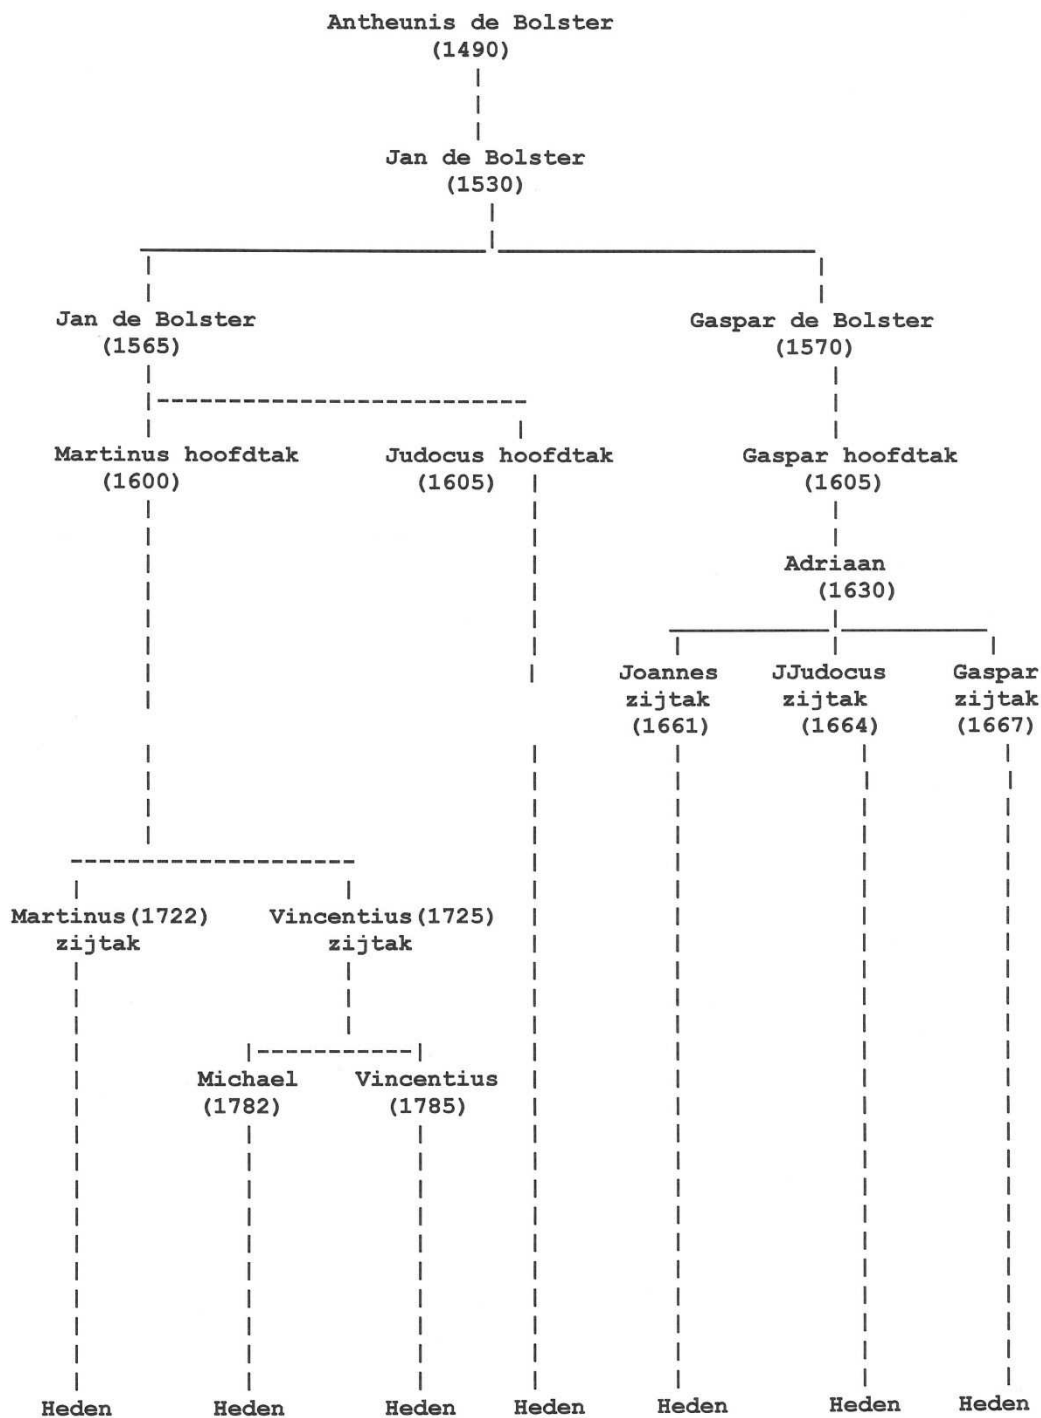 Antheunis de Bolster
(1490)
Jan de Bolster
(1530)
Jan de Bolster Gaspar de Bolster
(1565) (1570)
Martinus hoofdtak Judocus hoofdtak Gaspar hoofdtak
(1600) (1605) (1605)
Adriaan
(1630)
Joannes JJudocus Gaspar
zijtak zijtak zijtak
(1661) (1664) (1667)
Martinus(1722) Vincentius(1725)
zijtak zijtak
Michael Vincentius
(1782) (1785)
Heden Heden Heden Heden Heden Heden Heden